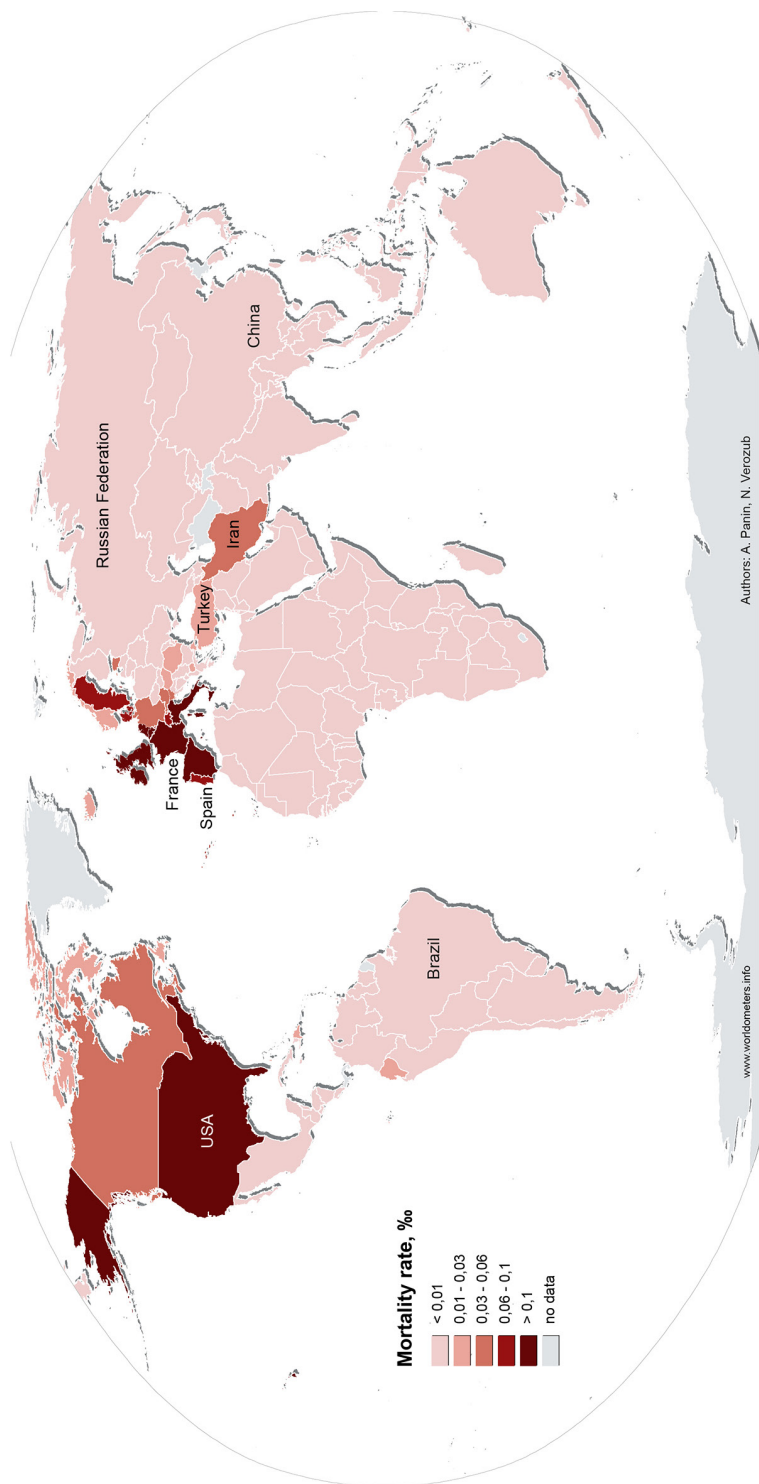 Russian Federation
China
Iran
Turkey
France
Spain
USA
Brazil
Mortality rate, ‰
< 0,01
0,01 - 0,03
0,03 - 0,06
0,06 - 0,1
> 0,1
no data
www.worldometers.info
Authors: A. Panin, N. Verozub